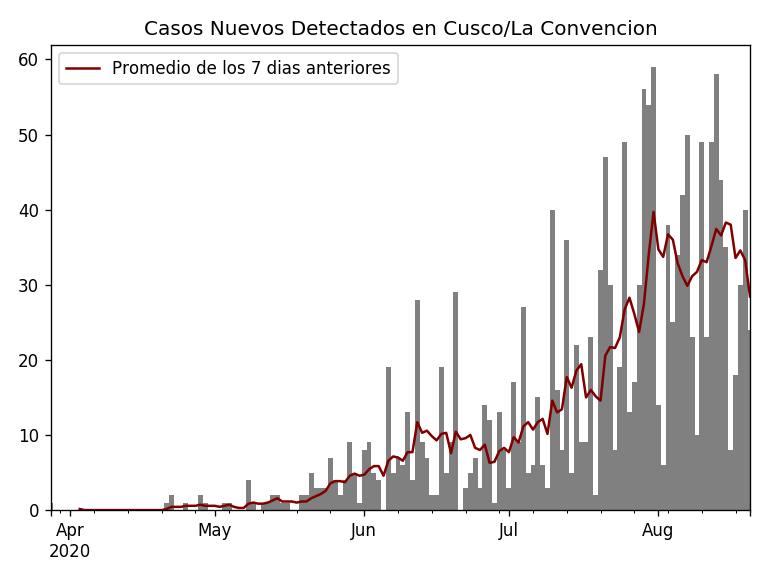 Casos Nuevos Detectados en Cusco/La Convencion
Promedio de los 7 dias anteriores
60
50
40
30
20
10
0
Apr May Jun Jul Aug
2020